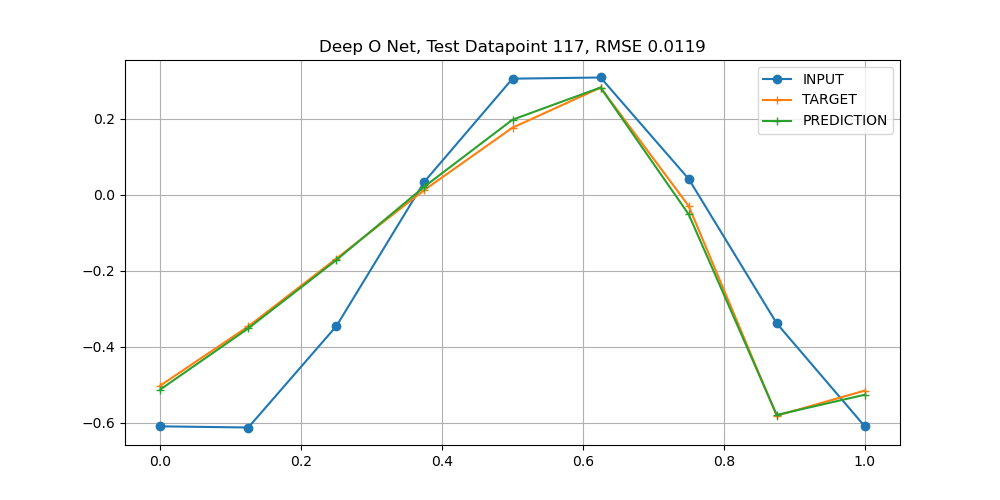 Deep O Net, Test Datapoint 117, RMSE 0.0119
INPUT
TARGET
PREDICTION
0.2
0.0
−0.2
−0.4
−0.6
0.0 0.2 0.4 0.6 0.8 1.0